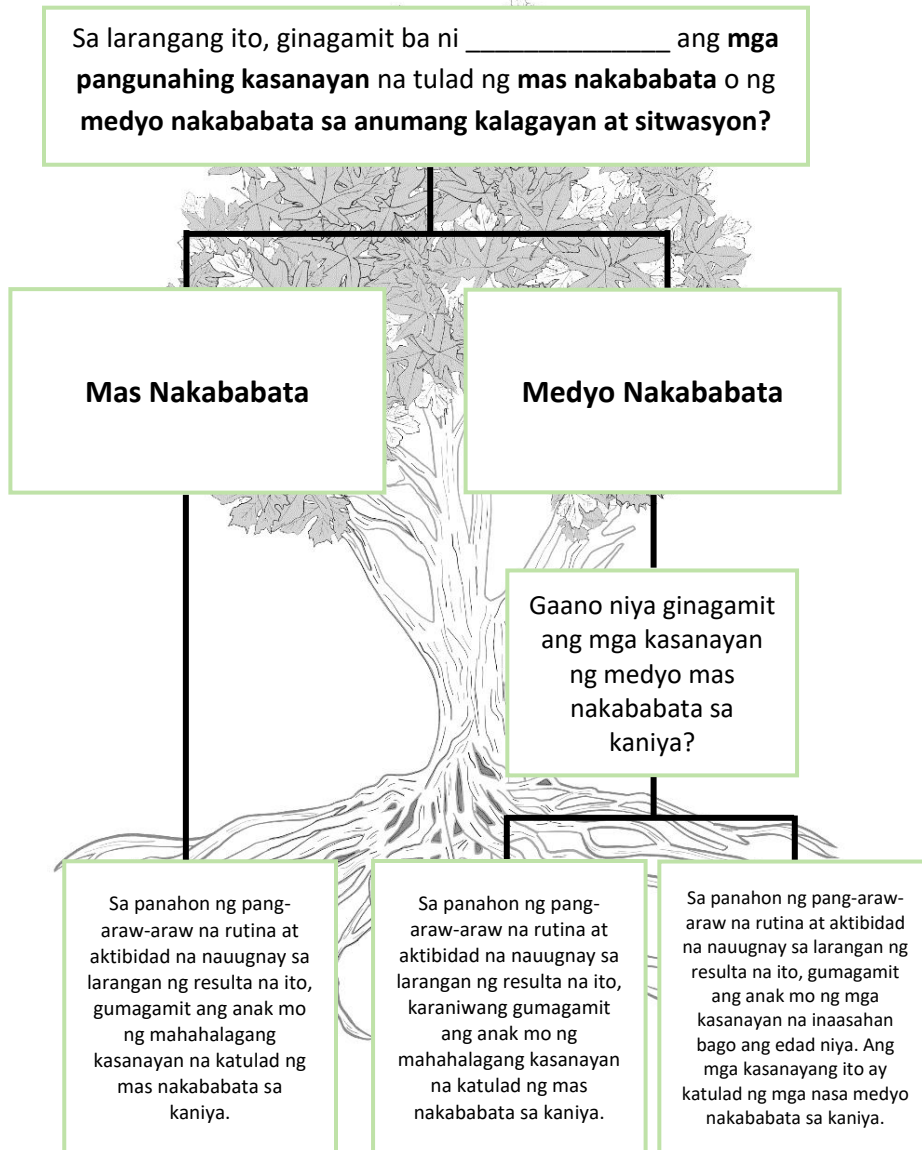 Sa larangang ito, ginagamit ba ni _______________ ang mga
pangunahing kasanayan na tulad ng mas nakababata o ng
medyo nakababata sa anumang kalagayan at sitwasyon?
Mas Nakababata
Medyo Nakababata
Gaano niya ginagamit
ang mga kasanayan
ng medyo mas
nakababata sa
kaniya?
Sa panahon ng pang-
araw-araw na rutina at
aktibidad na nauugnay sa
larangan ng resulta na ito,
gumagamit ang anak mo
ng mahahalagang
kasanayan na katulad ng
mas nakababata sa
kaniya.
Sa panahon ng pang-
araw-araw na rutina at
aktibidad na nauugnay sa
larangan ng resulta na ito,
karaniwang gumagamit
ang anak mo ng
mahahalagang kasanayan
na katulad ng mas
nakababata sa kaniya.
Sa panahon ng pang-araw-
araw na rutina at aktibidad
na nauugnay sa larangan ng
resulta na ito, gumagamit
ang anak mo ng mga
kasanayan na inaasahan
bago ang edad niya. Ang
mga kasanayang ito ay
katulad ng mga nasa medyo
nakababata sa kaniya.